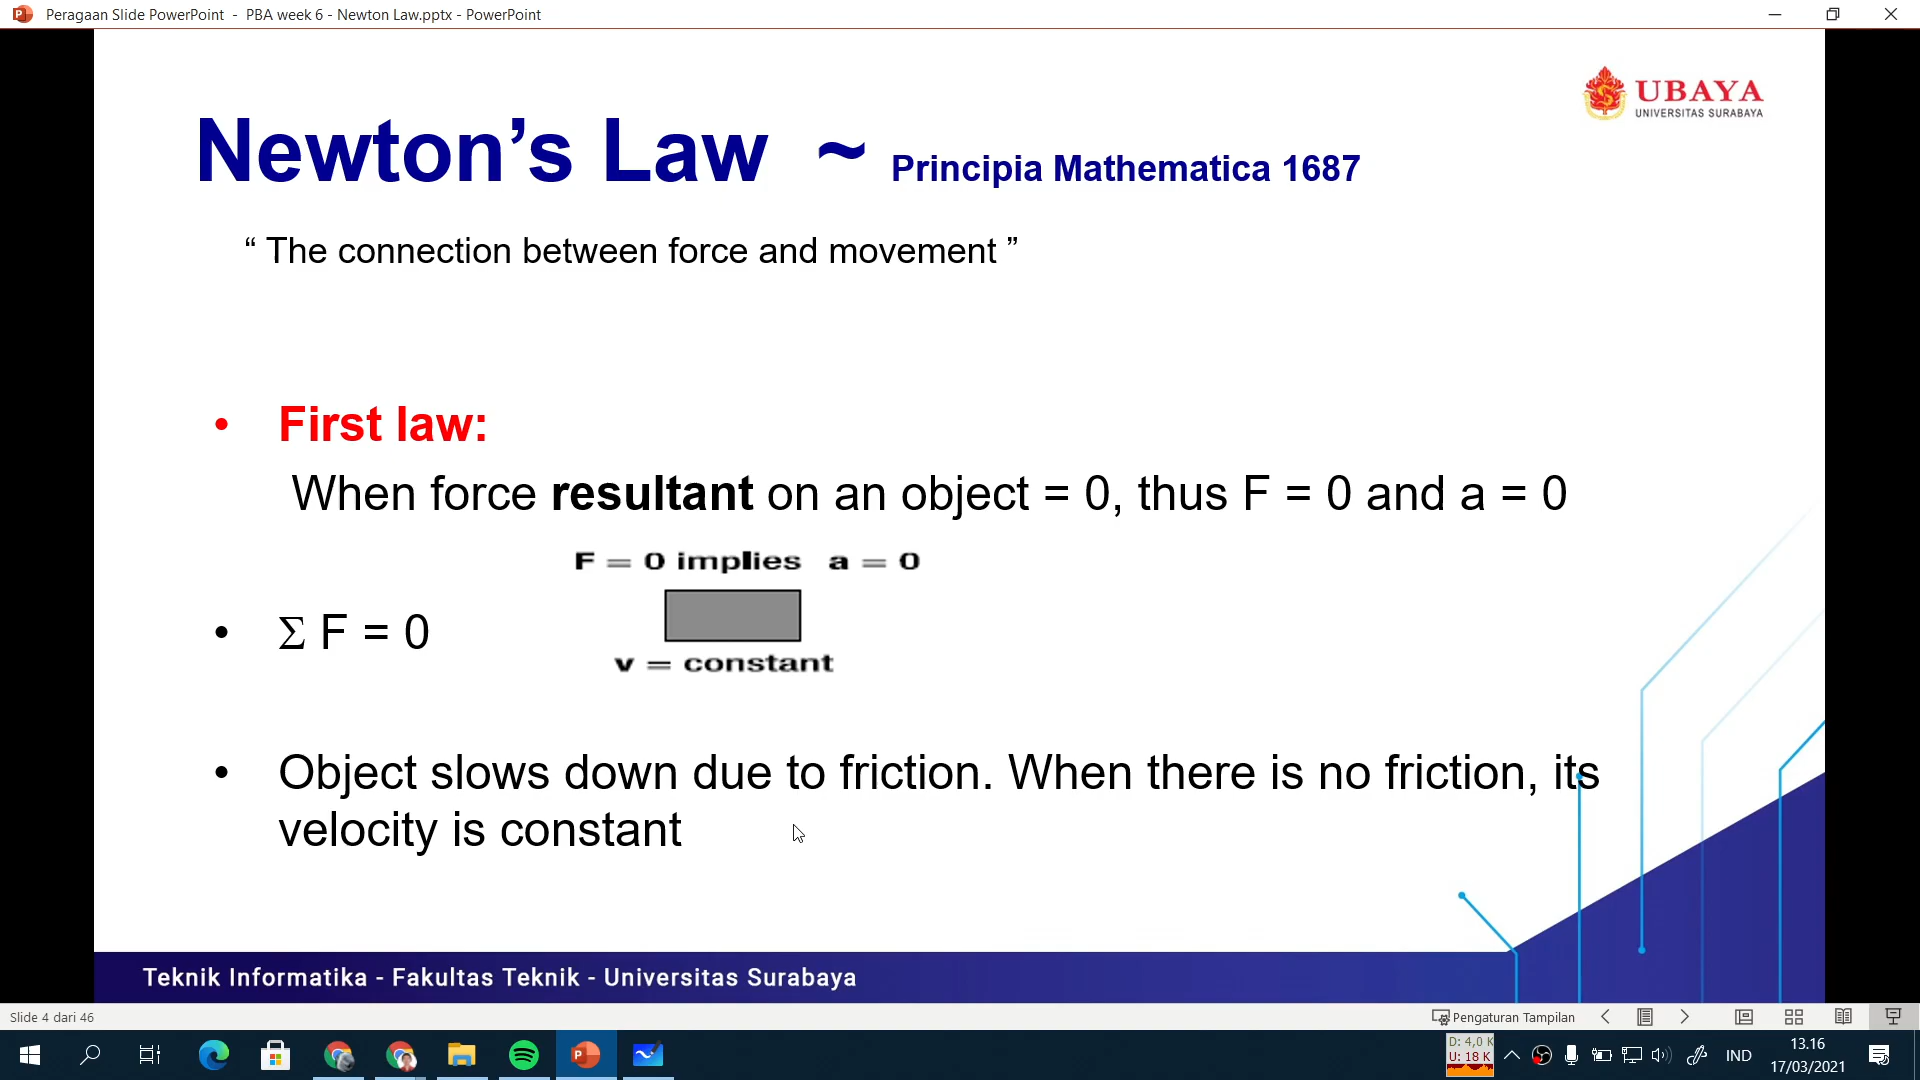 Peragaan Slide PowerPoint - PBA week 6 - Newton Law.pptx - PowerPoint
UBAYA
UNIVERSITAS SURABAYA
Newton’s Law ~ Principia Mathematica 1687
“ The connection between force and movement ”
• First law:
When force resultant on an object = 0, thus F = 0 and a = 0
F = 0 implies a = 0
• Σ F = 0
v = constant
• Object slows down due to friction. When there is no friction, its
velocity is constant
Teknik Informatika - Fakultas Teknik - Universitas Surabaya
Slide 4 dari 46
Pengaturan Tampilan
D: 4,0 K
U: 18 K
IND
13.16
17/03/2021